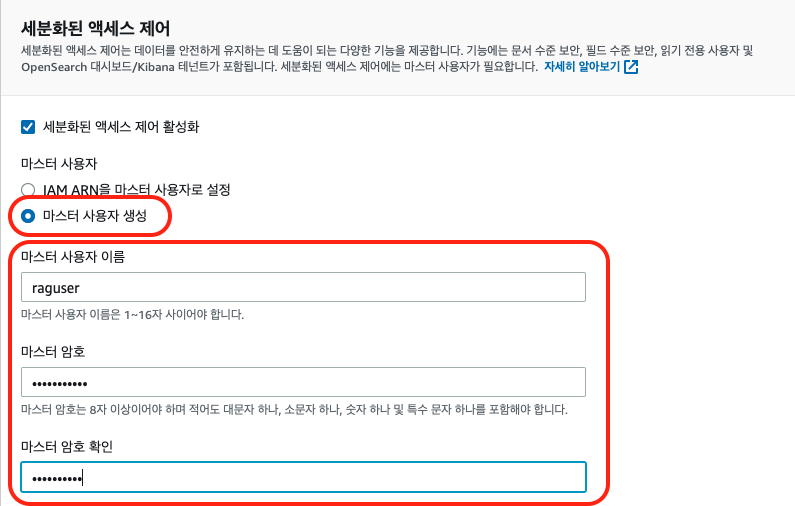 세분화된 액세스 제어
세분화된 액세스 제어는 데이터를 안전하게 유지하는 데 도움이 되는 다양한 기능을 제공합니다. 기능에는 문서 수준 보안, 필드 수준 보안, 읽기 전용 사용자 및
OpenSearch 대시보드/Kibana 테넌트가 포함됩니다. 세분화된 액세스 제어에는 마스터 사용자가 필요합니다. 자세히 알아보기
세분화된 액세스 제어 활성화
마스터 사용자
IAM ARN을 마스터 사용자로 설정
마스터 사용자 생성
마스터 사용자 이름
raguser
마스터 사용자 이름은 1~16자 사이어야 합니다.
마스터 암호
•••••••••••
마스터 암호는 8자 이상이어야 하며 적어도 대문자 하나, 소문자 하나, 숫자 하나 및 특수 문자 하나를 포함해야 합니다.
마스터 암호 확인
••••••••••